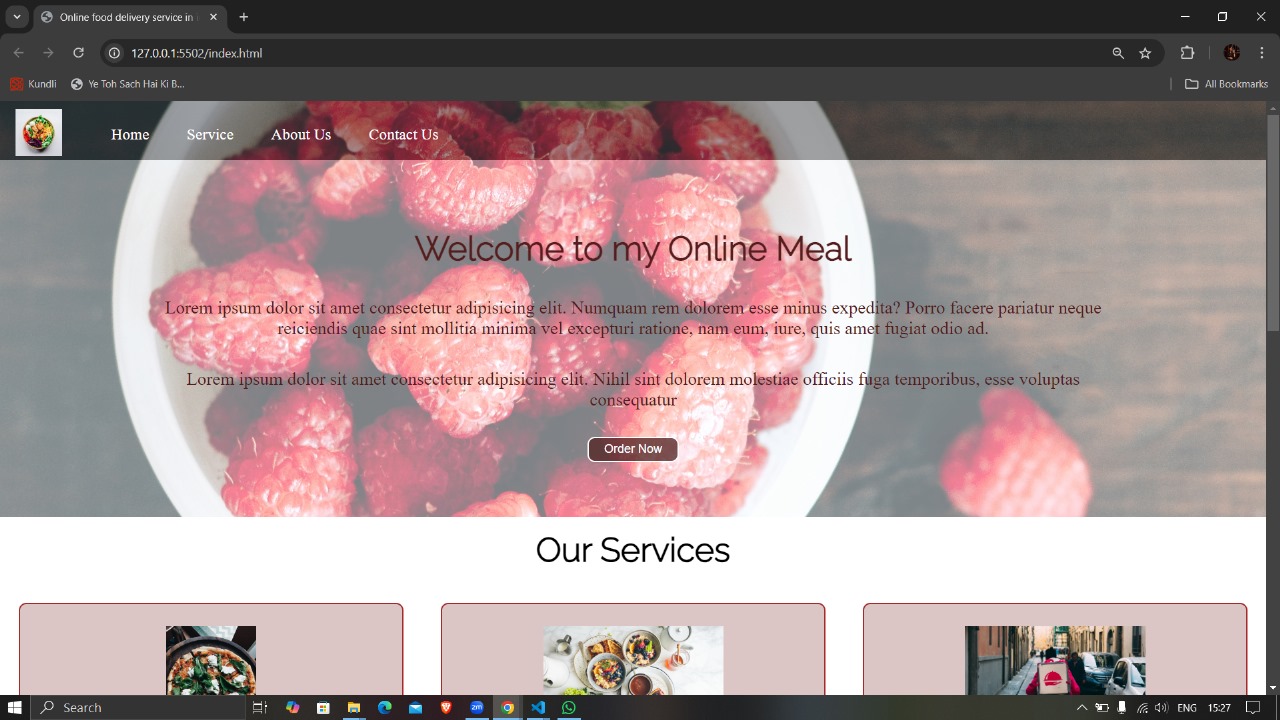 Online food delivery service in
127.0.0.1:5502/index.html
Kundli
Ye Toh Sach Hai Ki B...
All Bookmarks
Home
Service
About Us
Contact Us
Welcome to my Online Meal
Lorem ipsum dolor sit amet consectetur adipisicing elit. Numquam rem dolorem esse minus expedita? Porro facere pariatur neque
reiciendis quae sint mollitia minima vel excepturi ratione, nam eum, iure, quis amet fugiat odio ad.
Lorem ipsum dolor sit amet consectetur adipisicing elit. Nihil sint dolorem molestiae officiis fuga temporibus, esse voluptas
consequatur
Order Now
Our Services
Search
ENG
15:27